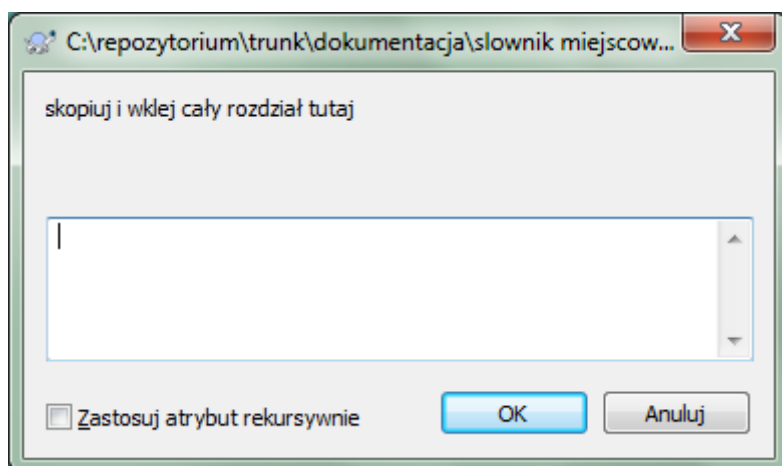 C:\repozytorium\trunk\dokumentacja\slownik miejscow...
skopiuj i wklej cały rozdział tutaj
Zastosuj atrybut rekursywnie
OK
Anuluj